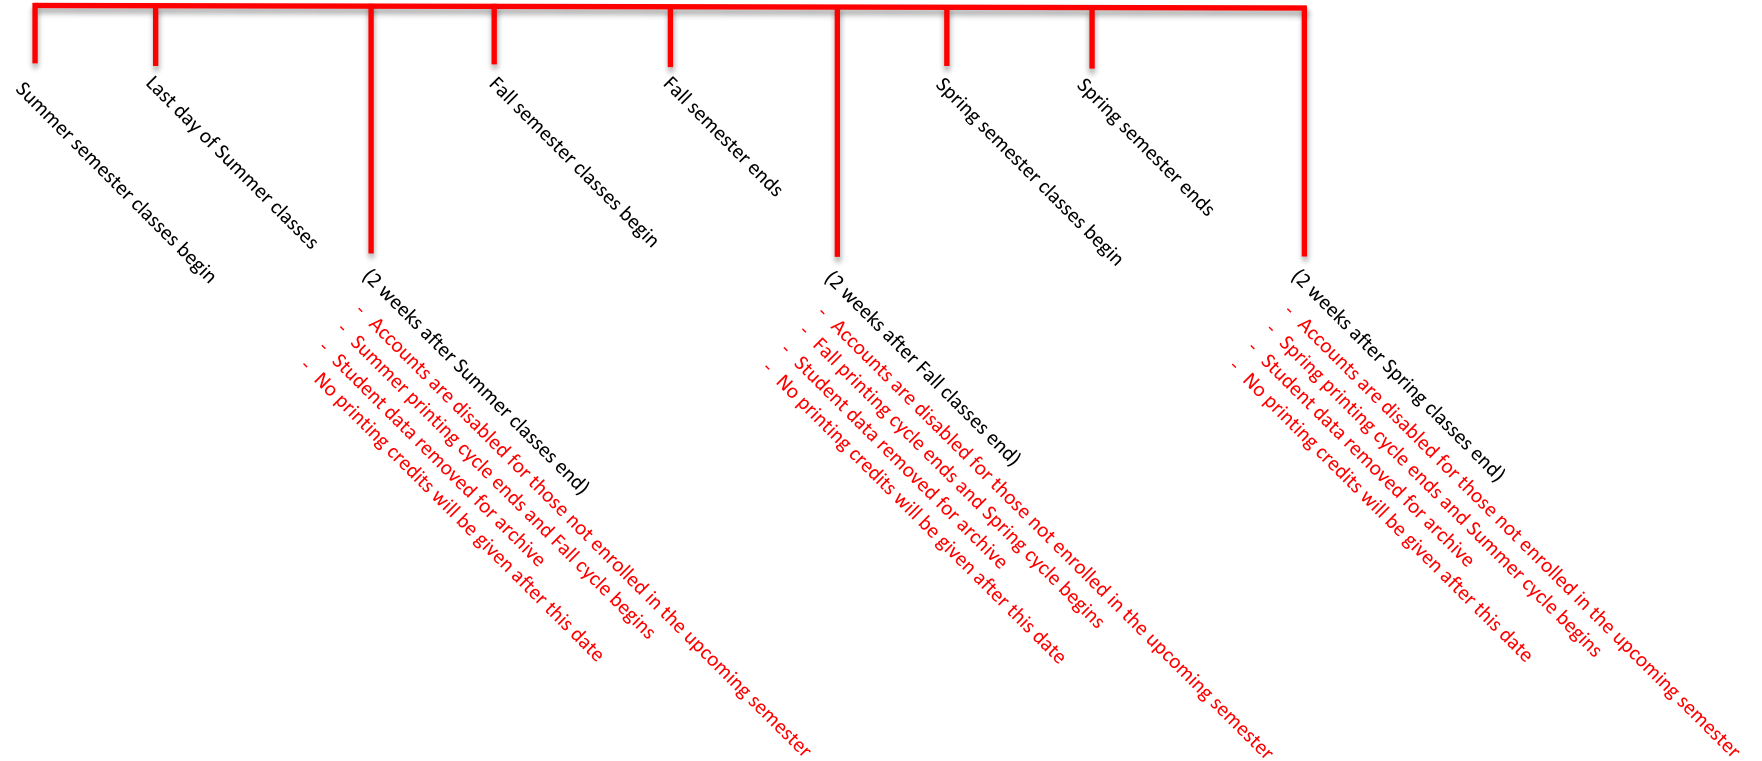 Summer semester classes begin
Last day of Summer classes
(2 weeks after Summer classes end)
- Accounts are disabled for those not enrolled in the upcoming semester
- Summer printing cycle ends and Fall cycle begins
- Student data removed for archive
- No printing credits will be given after this date
Fall semester classes begin
Fall semester ends
(2 weeks after Fall classes end)
- Accounts are disabled for those not enrolled in the upcoming semester
- Fall printing cycle ends and Spring cycle begins
- Student data removed for archive
- No printing credits will be given after this date
Spring semester classes begin
Spring semester ends
(2 weeks after Spring classes end)
- Accounts are disabled for those not enrolled in the upcoming semester
- Spring printing cycle ends and Summer cycle begins
- Student data removed for archive
- No printing credits will be given after this date